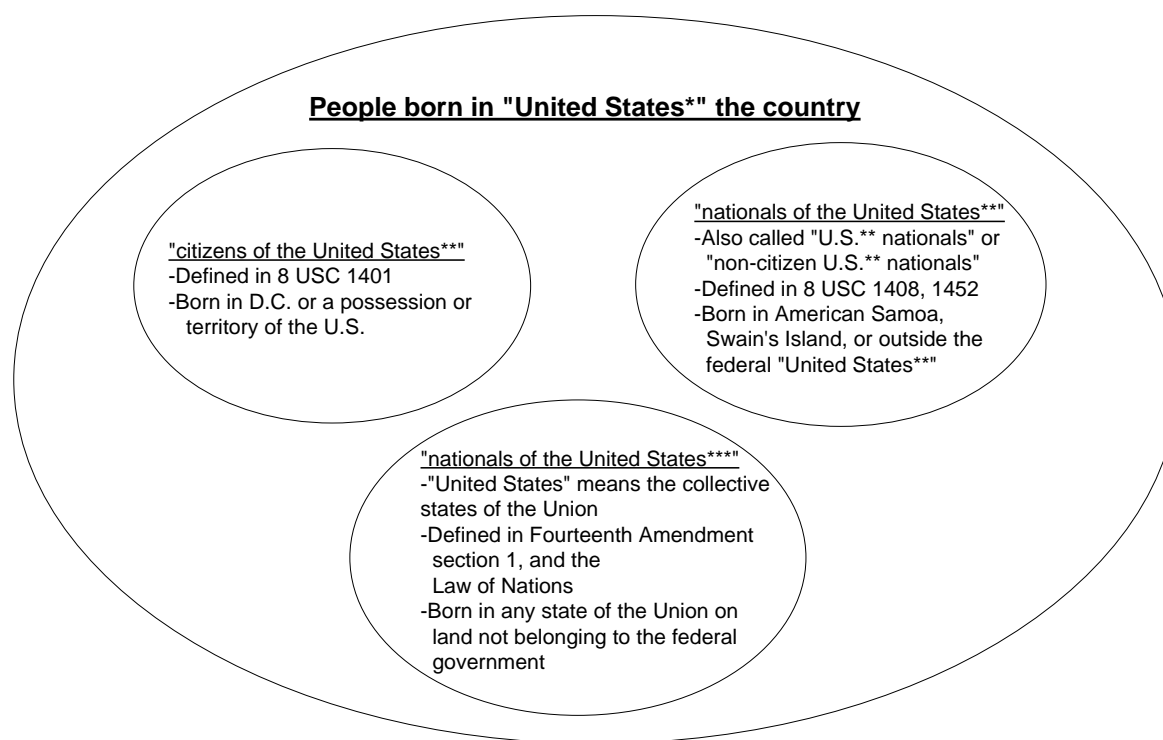 People born in "United States*" the country
"citizens of the United States**"
-Defined in 8 USC 1401
-Born in D.C. or a possession or
territory of the U.S.
"nationals of the United States**"
-Also called "U.S.** nationals" or
"non-citizen U.S.** nationals"
-Defined in 8 USC 1408, 1452
-Born in American Samoa,
Swain's Island, or outside the
federal "United States**"
"nationals of the United States***"
-"United States" means the collective
states of the Union
-Defined in Fourteenth Amendment
section 1, and the
Law of Nations
-Born in any state of the Union on
land not belonging to the federal
government